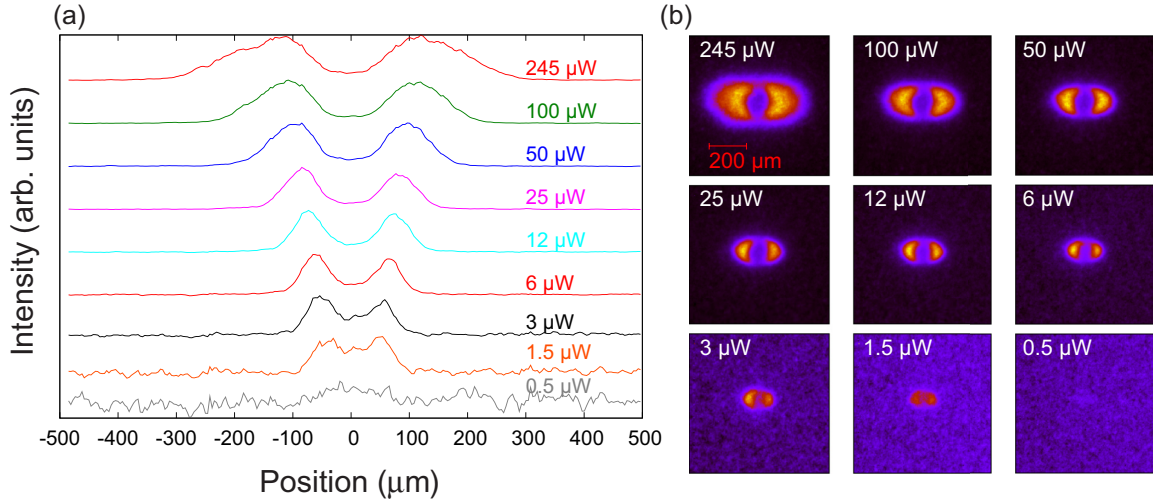 (a)
(b)
Intensity (arb. units)
245 µW
100 µW
50 µW
25 µW
12 µW
6 µW
3 µW
1.5 µW
0.5 µW
-500 -400 -300 -200 -100 0 100 200 300 400 500
Position (µm)
245 µW
100 µW
50 µW
200 µm
25 µW
12 µW
6 µW
3 µW
1.5 µW
0.5 µW